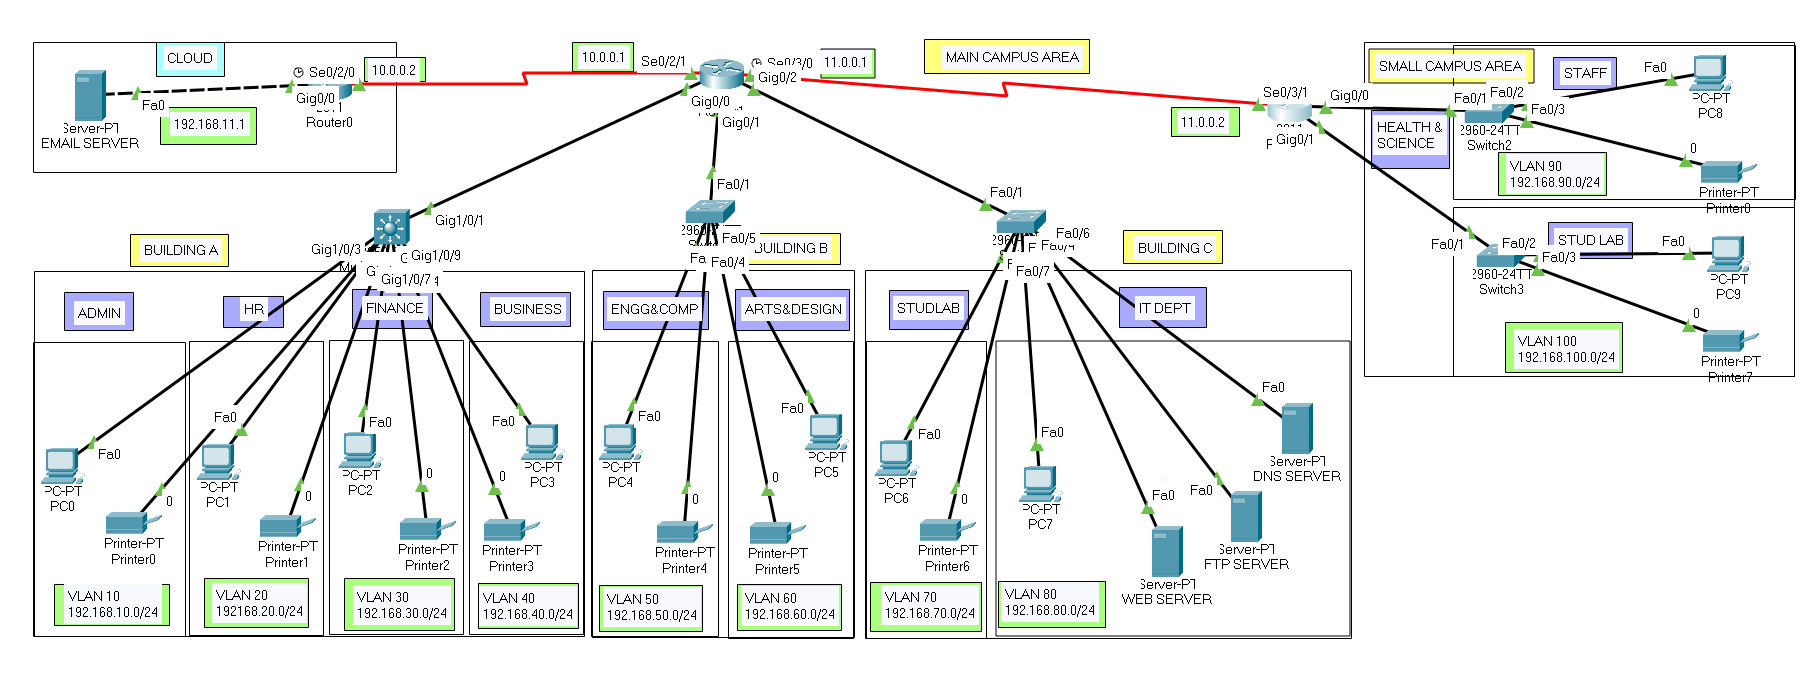 CLOUD
Se0/2/0
10.0.0.2
Fa0
Gig0/0
192.168.11.1
Router0
Server-PT
EMAIL SERVER
10.0.0.1
Se0/2/1
Se0/3/0
Gig0/2
11.0.0.1
Gig0/0
Gig0/1
MAIN CAMPUS AREA
Se0/3/1
Gig0/0
11.0.0.2
Gig0/1
SMALL CAMPUS AREA
STAFF
Fa0
PC-PT
PC8
Fa0/1
Fa0/2
Fa0/3
2960-24TT
Switch2
HEALTH &
SCIENCE
VLAN 90
192.168.90.0/24
0
Printer-PT
Printer8
STUD LAB
Fa0/1
Fa0/2
Fa0/3
2960-24TT
Switch3
Fa0
PC-PT
PC9
VLAN 100
192.168.100.0/24
0
Printer-PT
Printer7
BUILDING A
Gig1/0/1
Gig1/0/3
Gig1/0/9
Gig1/0/7
ADMIN
HR
FINANCE
BUSINESS
Fa0
PC-PT
PC0
0
Printer-PT
Printer0
VLAN 10
192.168.10.0/24
Fa0
PC-PT
PC1
0
Printer-PT
Printer1
VLAN 20
192168.20.0/24
Fa0
PC-PT
PC2
0
Printer-PT
Printer2
VLAN 30
192.168.30.0/24
Fa0
PC-PT
PC3
0
Printer-PT
Printer3
VLAN 40
192.168.40.0/24
Fa0/1
Fa0/5
Fa0/4
BUILDING B
ENGG&COMP
ARTS&DESIGN
Fa0
PC-PT
PC4
0
Printer-PT
Printer4
VLAN 50
192.168.50.0/24
Fa0
PC-PT
PC5
0
Printer-PT
Printer5
VLAN 60
192.168.60.0/24
Fa0/1
Fa0/6
Fa0/7
BUILDING C
STUDLAB
IT DEPT
Fa0
PC-PT
PC6
0
Printer-PT
Printer6
VLAN 70
192.168.70.0/24
Fa0
PC-PT
PC7
VLAN 80
192.168.80.0/24
Fa0
Server-PT
WEB SERVER
Fa0
Server-PT
FTP SERVER
Fa0
Server-PT
DNS SERVER